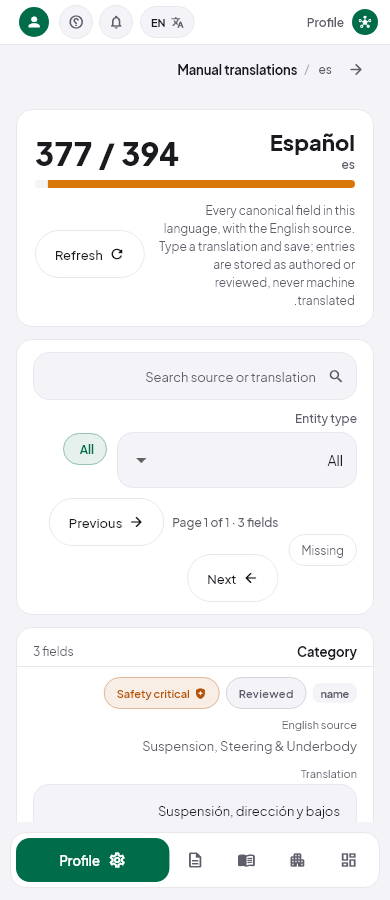 Profile
EN
Manual translations / es
Español
es
377 / 394
Every canonical field in this
language, with the English source.
Type a translation and save; entries
are stored as authored or
reviewed, never machine
.translated
Refresh
Search source or translation
Entity type
All
All
Previous
Page 1 of 1 · 3 fields
Missing
Next
Category
3 fields
name
Reviewed
Safety critical
English source
Suspension, Steering & Underbody
Translation
Suspensión, dirección y bajos
Profile